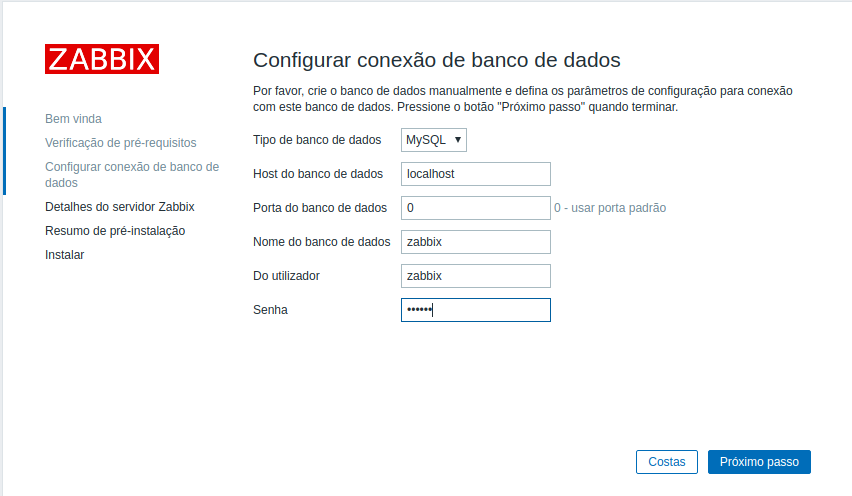 ZABBIX
Bem vinda
Verificação de pré-requisitos
Configurar conexão de banco de
dados
Detalhes do servidor Zabbix
Resumo de pré-instalação
Instalar
Configurar conexão de banco de dados
Por favor, crie o banco de dados manualmente e defina os parâmetros de configuração para conexão
com este banco de dados. Pressione o botão "Próximo passo" quando terminar.
Tipo de banco de dados MySQL ▼
Host do banco de dados localhost
Porta do banco de dados 0 0 - usar porta padrão
Nome do banco de dados zabbix
Do utilizador zabbix
Senha ••••••
Costas Próximo passo